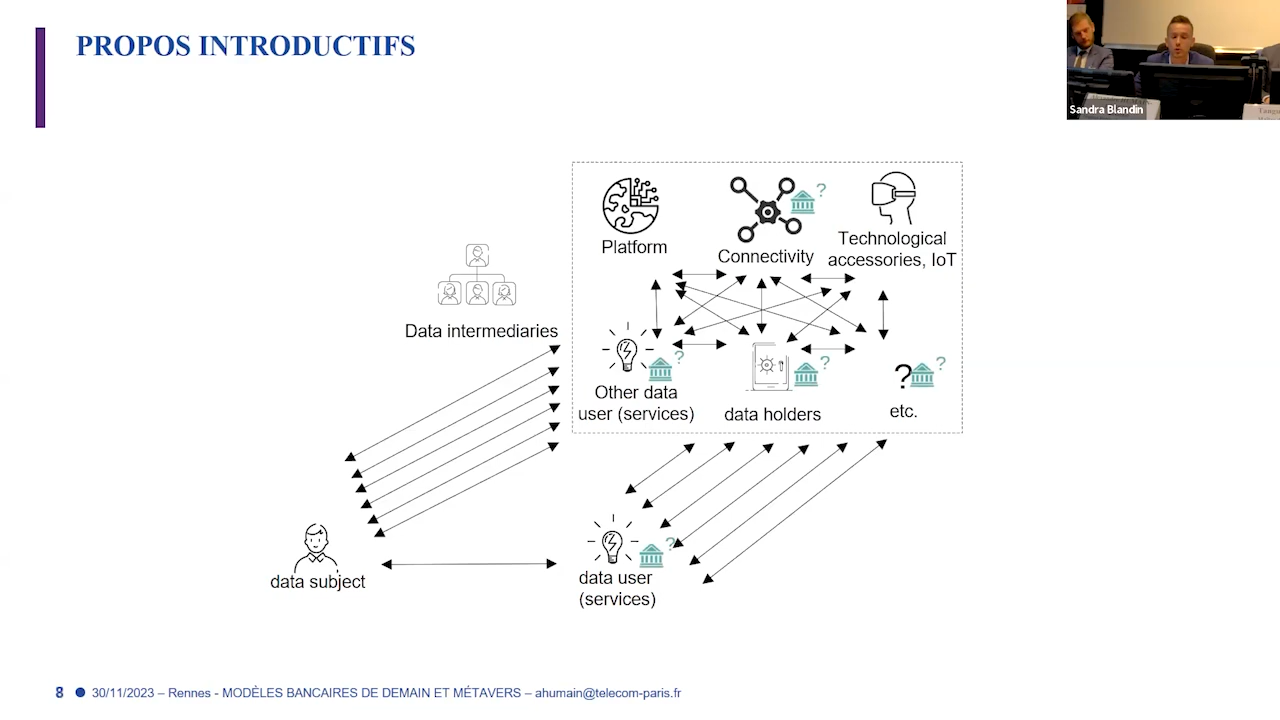 PROPOS INTRODUCTIFS
Sandra Blandin
Platform
Connectivity
Technological
accessories, IoT
Data intermediaries
Other data
user (services)
data holders
etc.
data subject
data user
(services)
?
?
?
?
?
?
8 ● 30/11/2023 – Rennes - MODÈLES BANCAIRES DE DEMAIN ET MÉTAVERS – ahumain@telecom-paris.fr